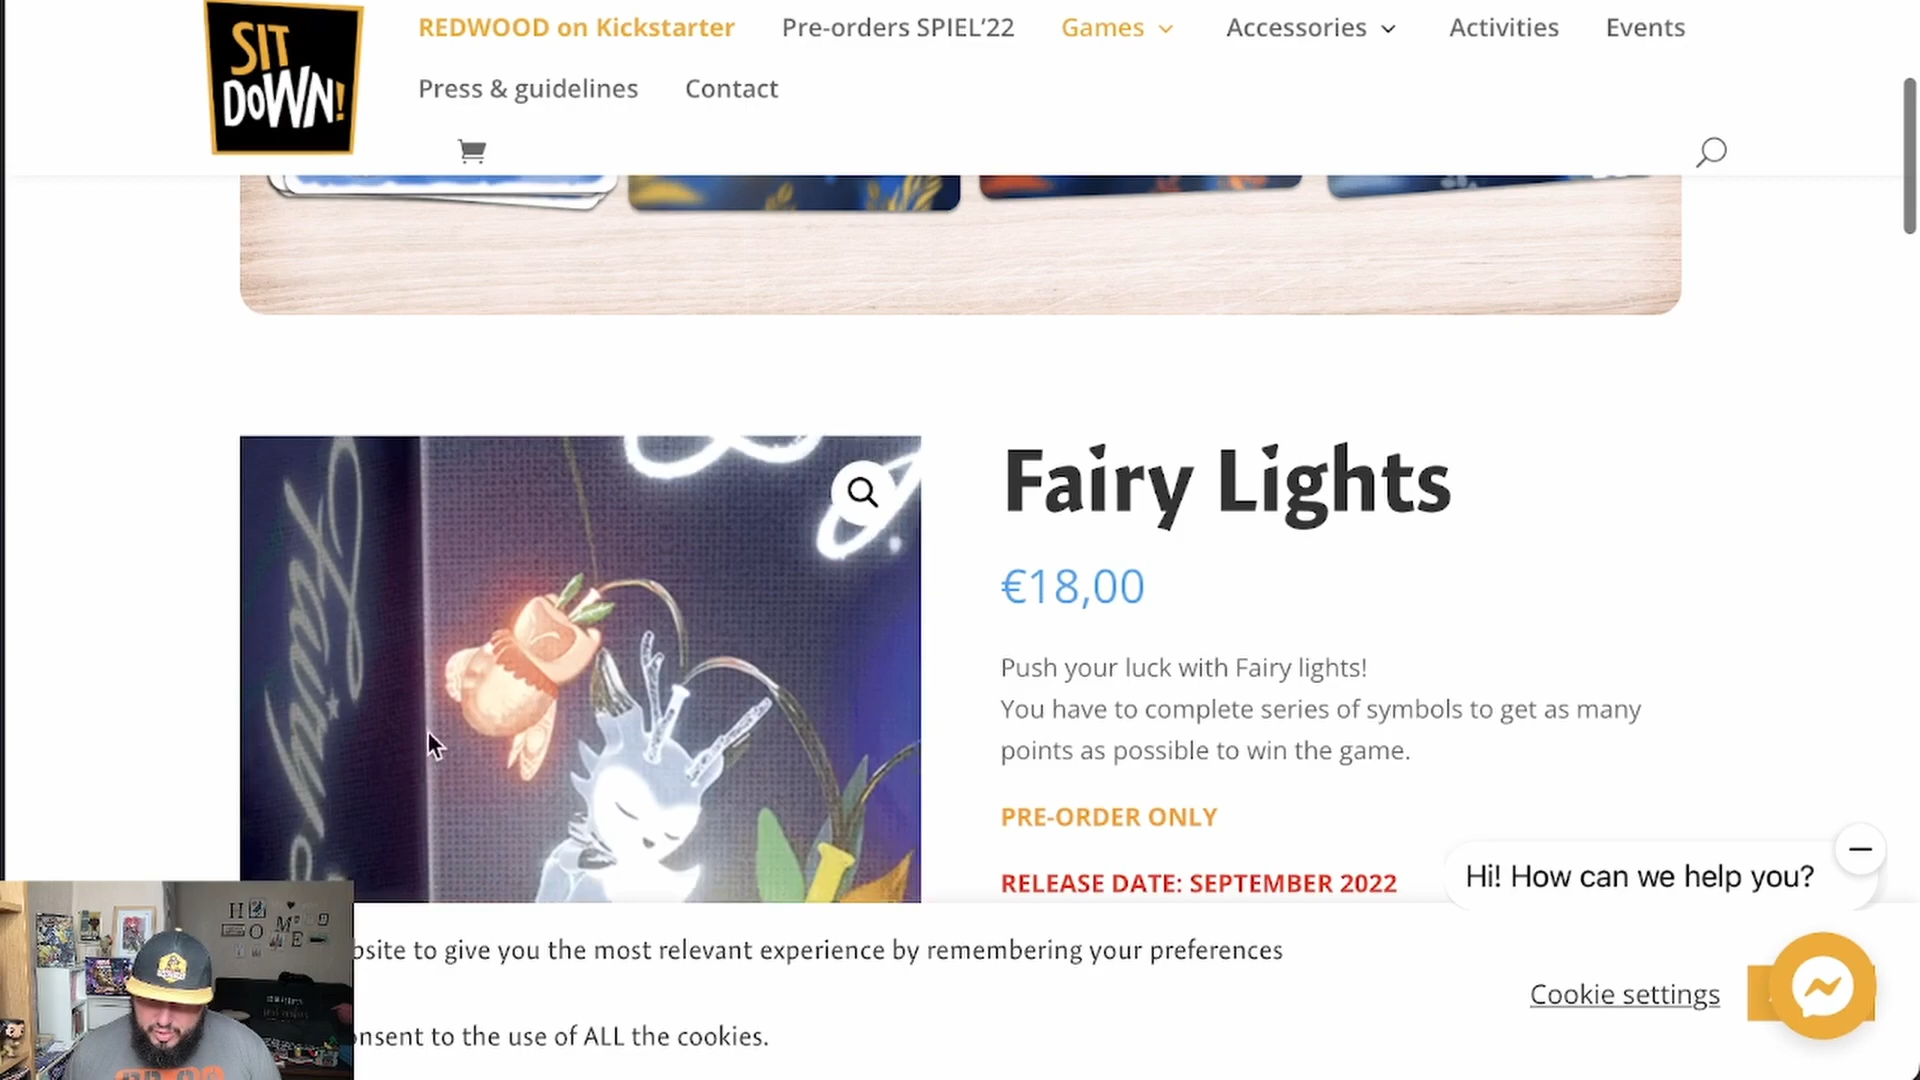 SIT
DOWN!
REDWOOD on Kickstarter
Pre-orders SPIEL’22
Games
Accessories
Activities
Events
Press & guidelines
Contact
Fairy
Fairy Lights
€18,00
Push your luck with Fairy lights!
You have to complete series of symbols to get as many
points as possible to win the game.
PRE-ORDER ONLY
RELEASE DATE: SEPTEMBER 2022
Hi! How can we help you?
bsite to give you the most relevant experience by remembering your preferences
Cookie settings
onsent to the use of ALL the cookies.
HOME